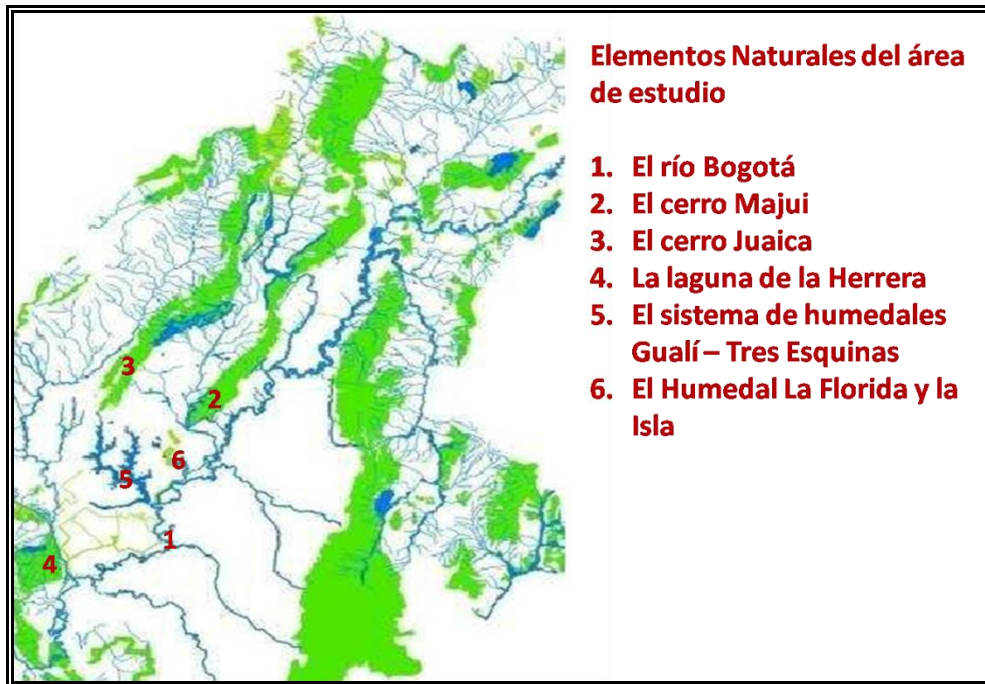 Elementos Naturales del área
de estudio
1. El río Bogotá
2. El cerro Majui
3. El cerro Juaica
4. La laguna de la Herrera
5. El sistema de humedales
Gualí – Tres Esquinas
6. El Humedal La Florida y la
Isla
3
2
6
5
1
4